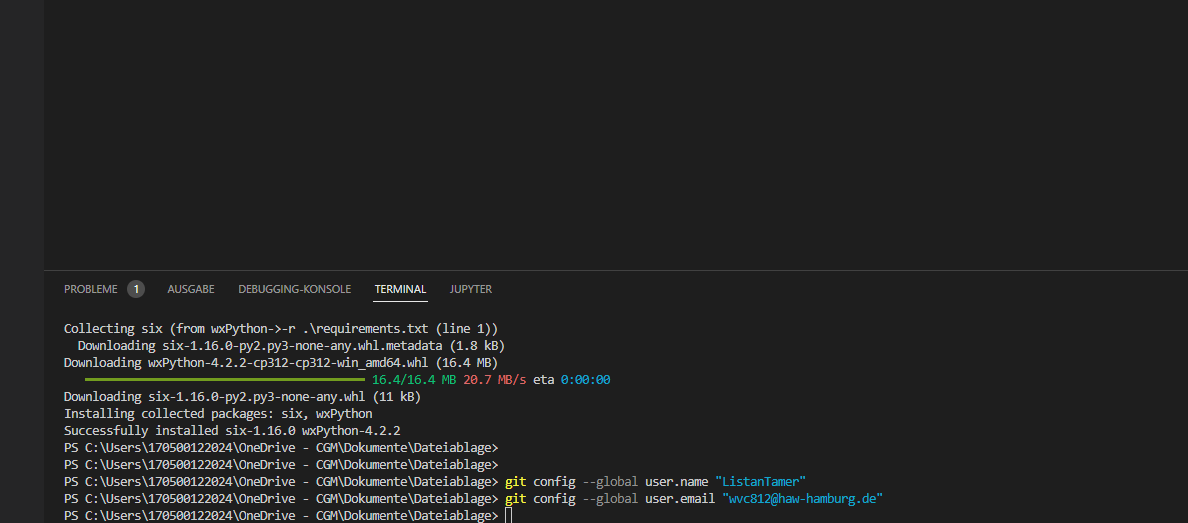 PROBLEME 1 AUSGABE DEBUGGING-KONSOLE TERMINAL JUPYTER
Collecting six (from wxPython->-r .\requirements.txt (line 1))
  Downloading six-1.16.0-py2.py3-none-any.whl.metadata (1.8 kB)
Downloading wxPython-4.2.2-cp312-cp312-win_amd64.whl (16.4 MB)
16.4/16.4 MB 20.7 MB/s eta 0:00:00
Downloading six-1.16.0-py2.py3-none-any.whl (11 kB)
Installing collected packages: six, wxPython
Successfully installed six-1.16.0 wxPython-4.2.2
PS C:\Users\170500122024\OneDrive - CGM\Dokumente\Dateiablage>
PS C:\Users\170500122024\OneDrive - CGM\Dokumente\Dateiablage>
PS C:\Users\170500122024\OneDrive - CGM\Dokumente\Dateiablage> git config --global user.name "ListanTamer"
PS C:\Users\170500122024\OneDrive - CGM\Dokumente\Dateiablage> git config --global user.email "wvc812@haw-hamburg.de"
PS C:\Users\170500122024\OneDrive - CGM\Dokumente\Dateiablage>